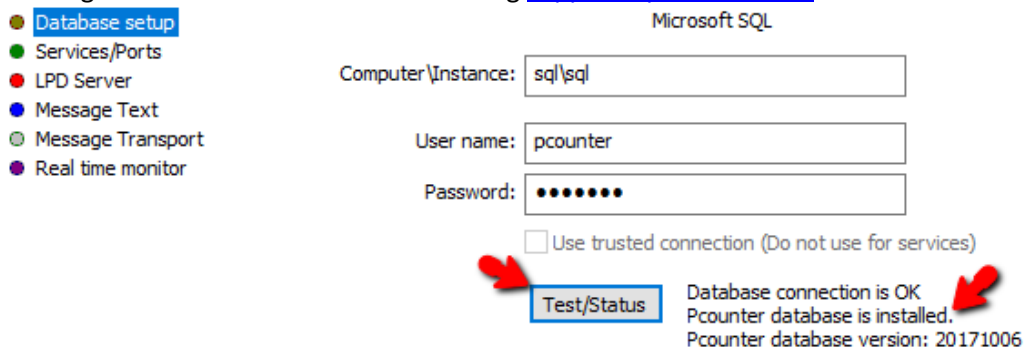 Database setup
Services/Ports
LPD Server
Message Text
Message Transport
Real time monitor
Microsoft SQL
Computer\Instance: sql\sql
User name: pcounter
Password: •••••••
Use trusted connection (Do not use for services)
Test/Status
Database connection is OK
Pcounter database is installed.
Pcounter database version: 20171006